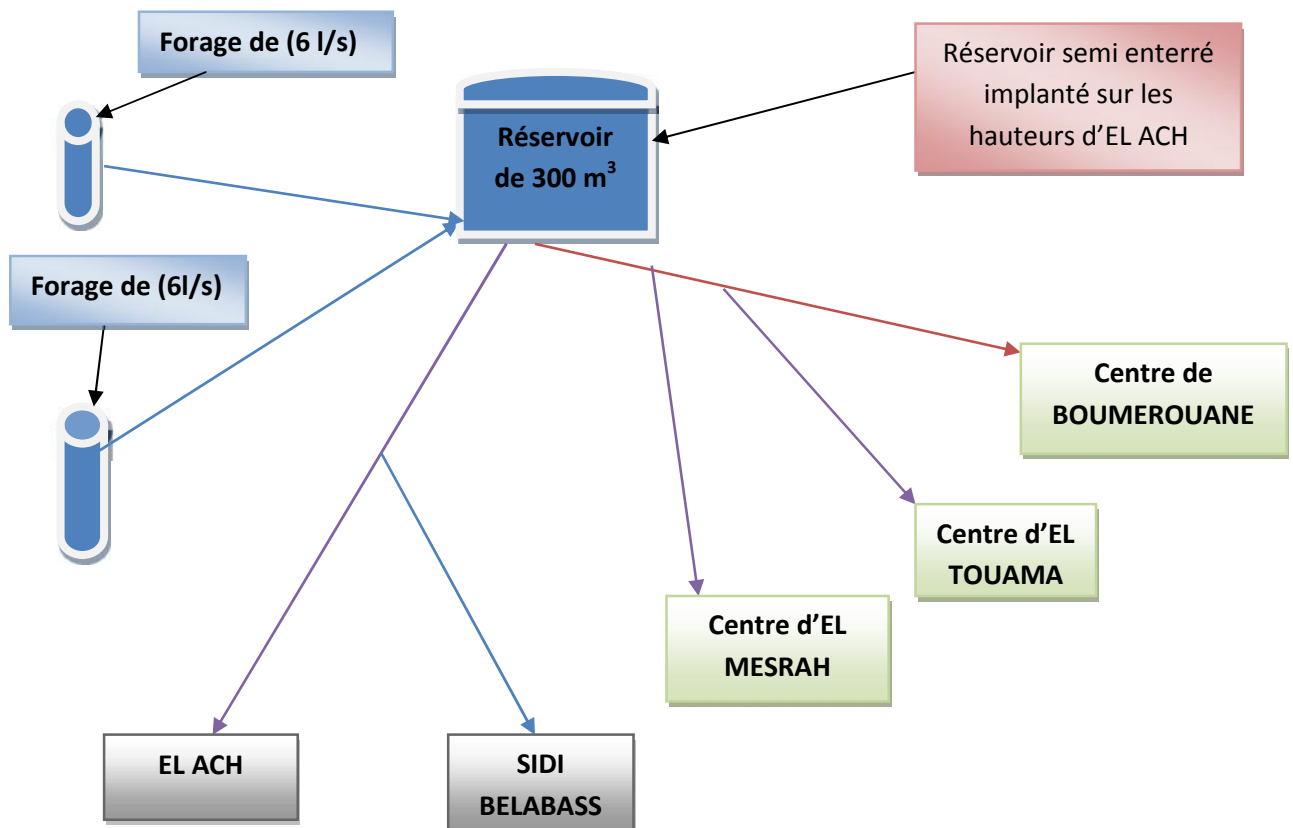 Forage de (6 l/s)
Réservoir
de 300 m³
Réservoir semi enterré
implanté sur les
hauteurs d’EL ACH
Forage de (6l/s)
Centre de
BOUMEROUANE
Centre d’EL
TOUAMA
Centre d’EL
MESRAH
EL ACH
SIDI
BELABASS